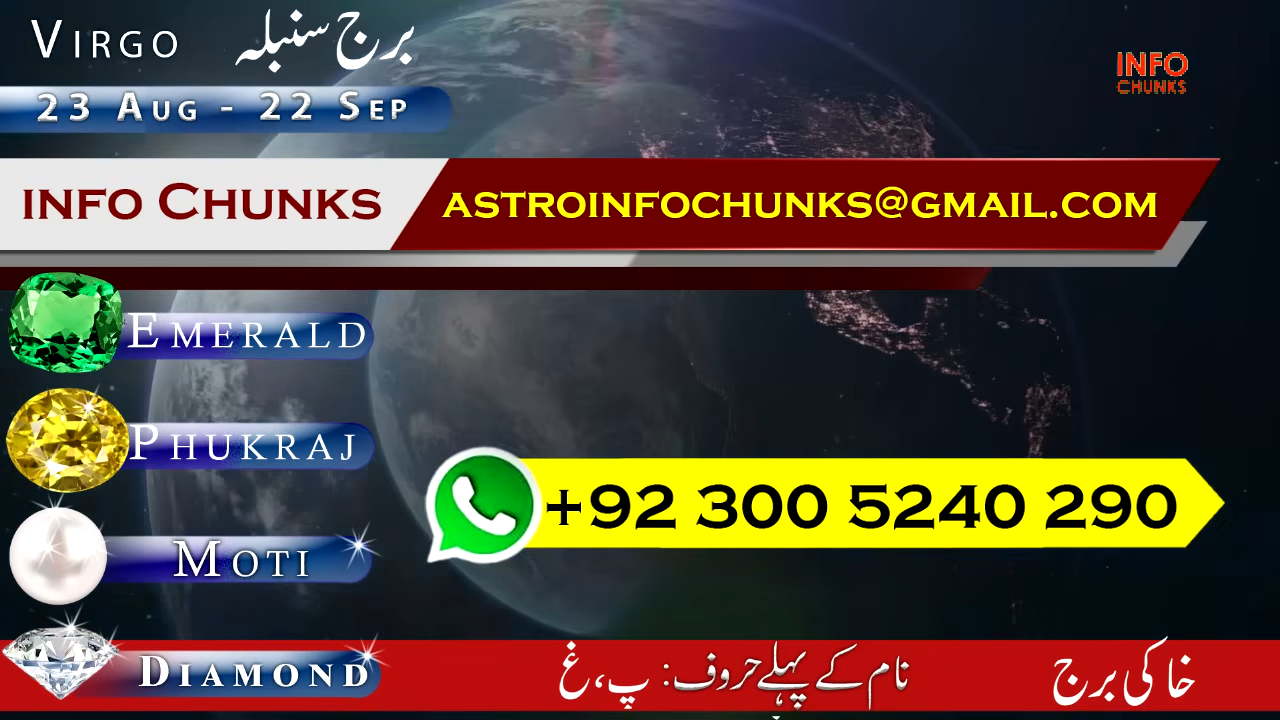 VIRGO برج سنبلہ
23 AUG - 22 SEP
INFO
CHUNKS
INFO CHUNKS ASTROINFOCHUNKS@GMAIL.COM
EMERALD
PHUKRAJ
+92 300 5240 290
MOTI
DIAMOND
خاکی برج نام کے پہلے حروف: پ، غ